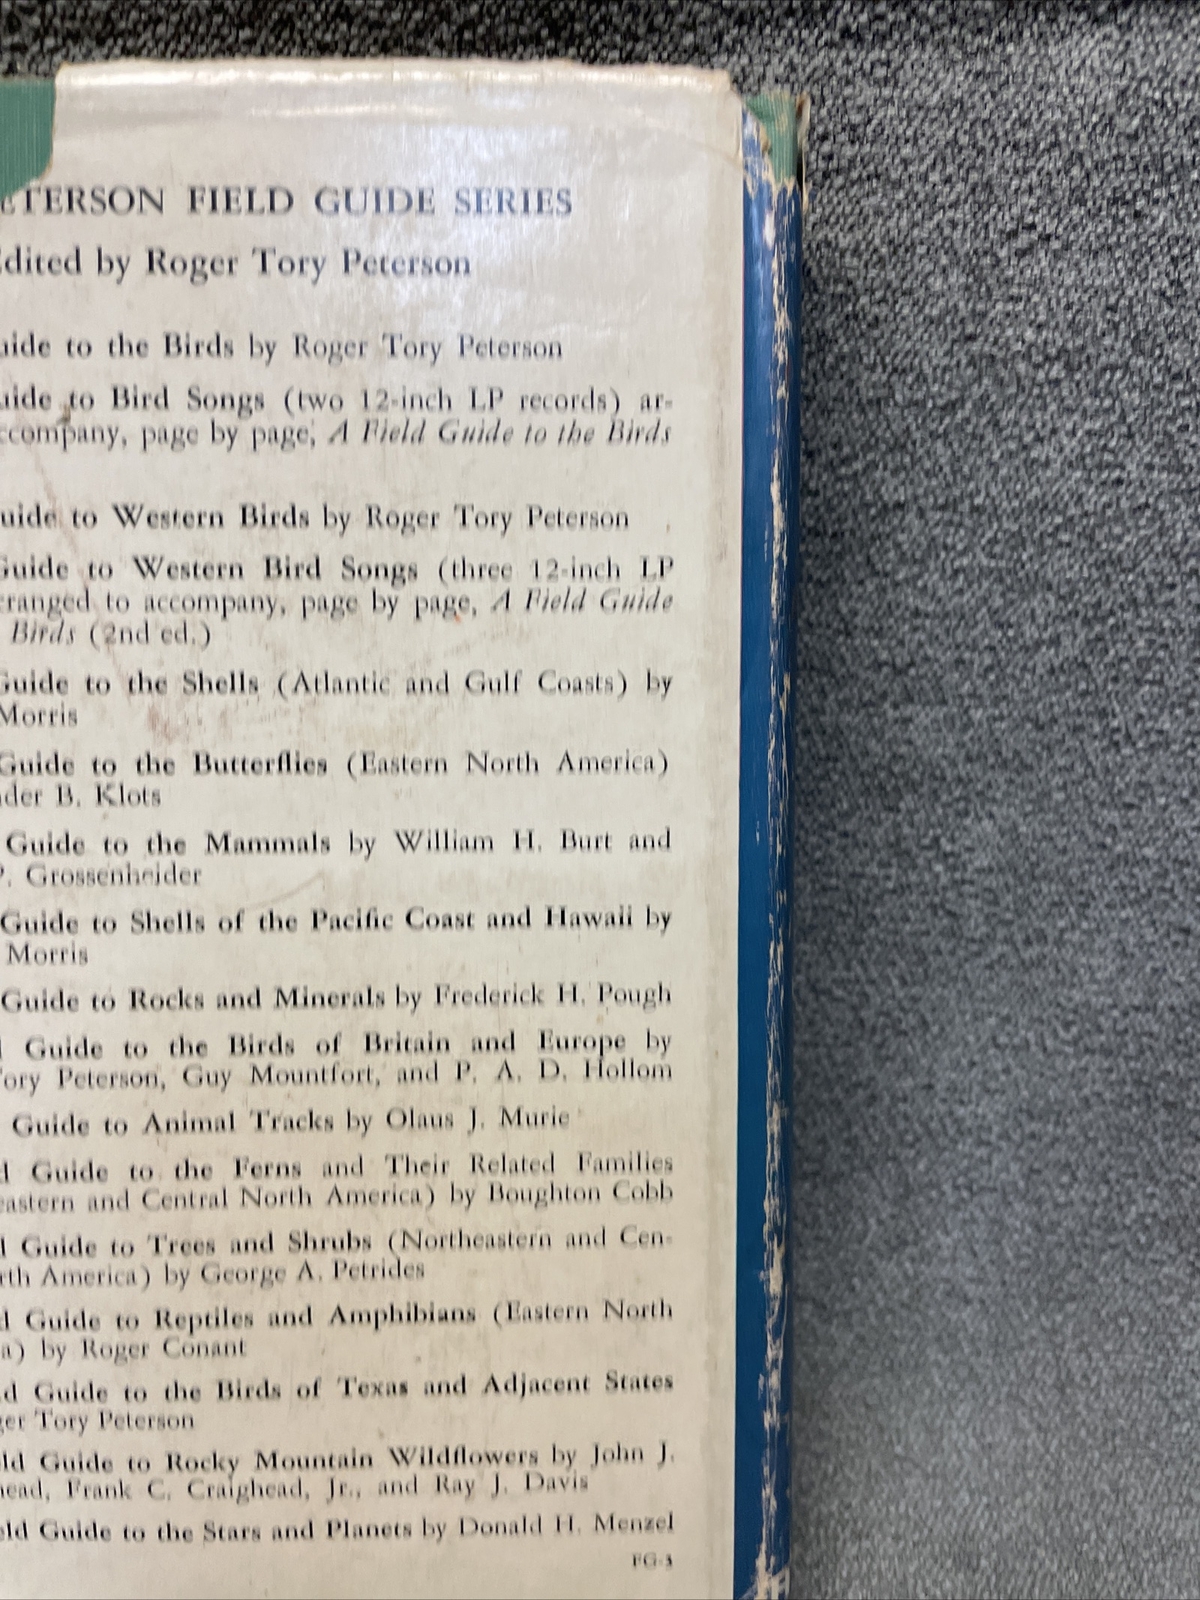 ETERSON FIELD GUIDE SERIES
dited by Roger Tory Peterson
uide to the Birds by Roger Tory Peterson
uide to Bird Songs (two 12-inch LP records) ar-
ccompany, page by page, A Field Guide to the Birds
uide to Western Birds by Roger Tory Peterson
Guide to Western Bird Songs (three 12-inch LP
rranged to accompany, page by page, A Field Guide
Birds (2nd ed.)
Guide to the Shells (Atlantic and Gulf Coasts) by
Morris
Guide to the Butterflies (Eastern North America)
nder B. Klots
Guide to the Mammals by William H. Burt and
P. Grossenheider
Guide to Shells of the Pacific Coast and Hawaii by
Morris
Guide to Rocks and Minerals by Frederick H. Pough
l Guide to the Birds of Britain and Europe by
Tory Peterson, Guy Mountfort, and P. A. D. Hollom
Guide to Animal Tracks by Olaus J. Murie
d Guide to the Ferns and Their Related Families
eastern and Central North America) by Boughton Cobb
d Guide to Trees and Shrubs (Northeastern and Cen-
rth America) by George A. Petrides
d Guide to Reptiles and Amphibians (Eastern North
a) by Roger Conant
ld Guide to the Birds of Texas and Adjacent States
ger Tory Peterson
ld Guide to Rocky Mountain Wildflowers by John J.
head, Frank C. Craighead, Jr., and Ray J. Davis
eld Guide to the Stars and Planets by Donald H. Menzel
FG-3